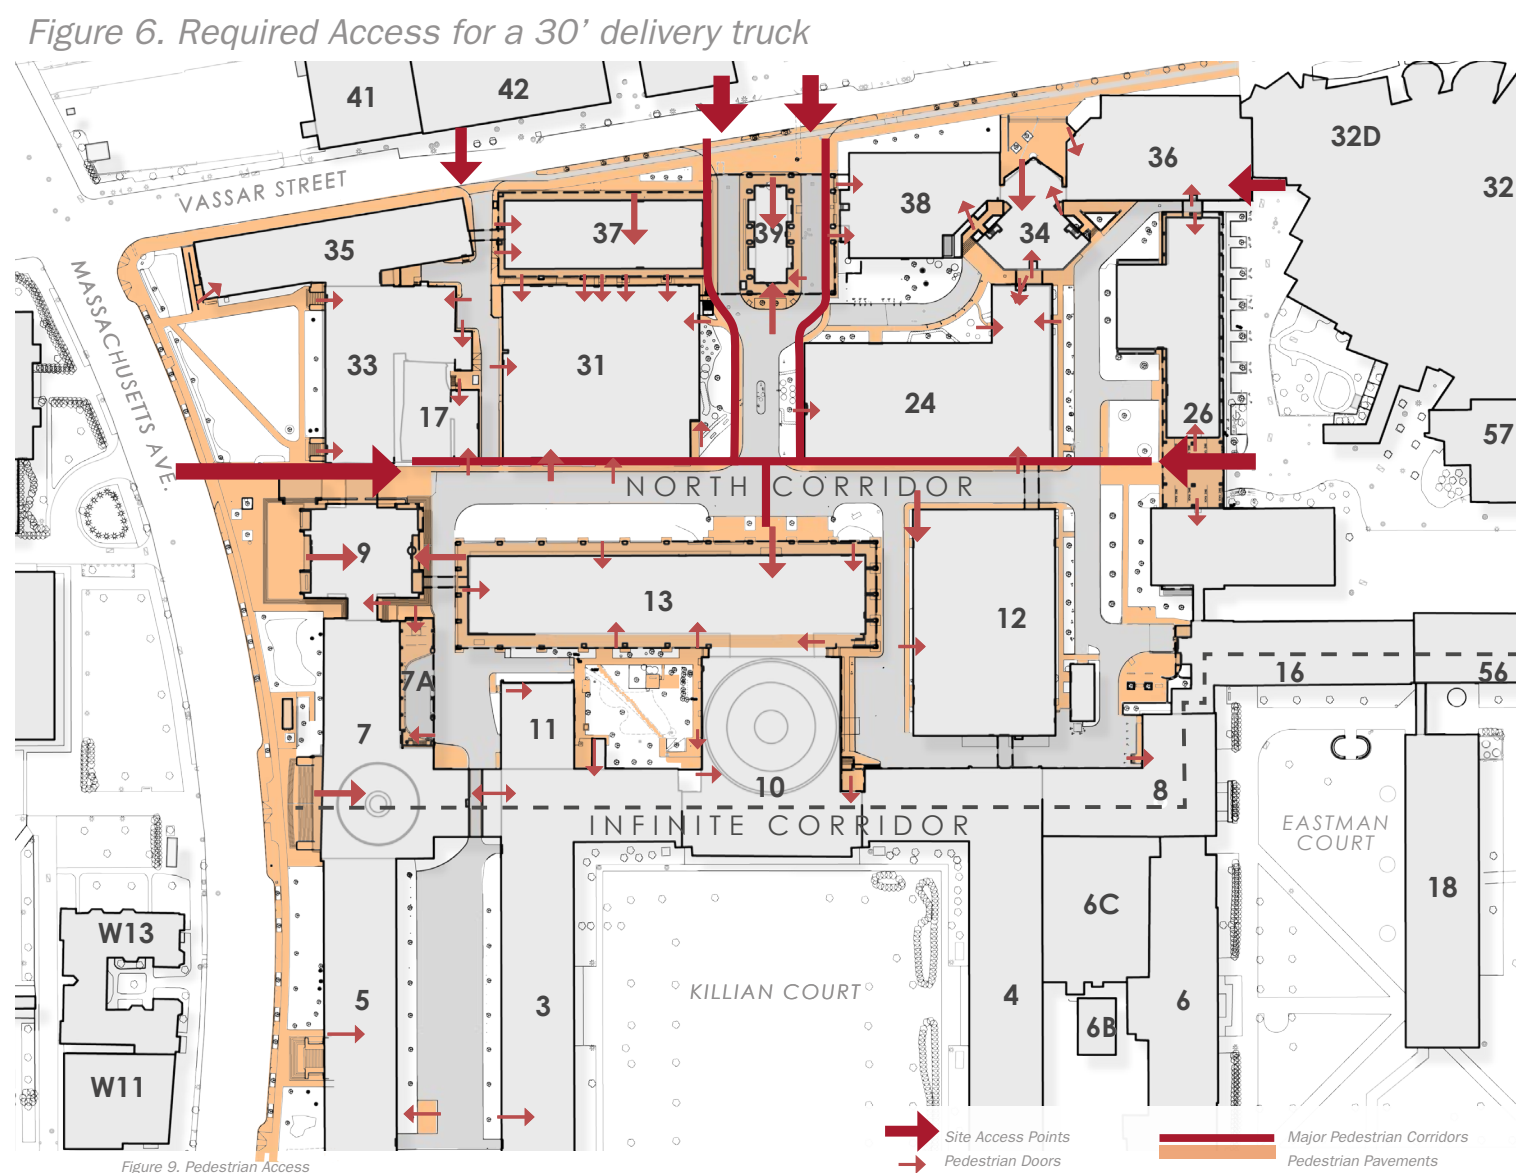 Figure 6. Required Access for a 30’ delivery truck
41
42
32D
36
32
VASSAR STREET
38
37
39
34
35
MASSACHUSETTS AVE.
33
31
24
17
26
57
NORTH CORRIDOR
9
13
12
16
56
7A
7
11
10
8
INFINITE CORRIDOR
EASTMAN
COURT
18
6C
W13
KILLIAN COURT
5
3
4
6
6B
W11
Site Access Points
Major Pedestrian Corridors
Pedestrian Doors
Pedestrian Pavements
Figure 9. Pedestrian Access